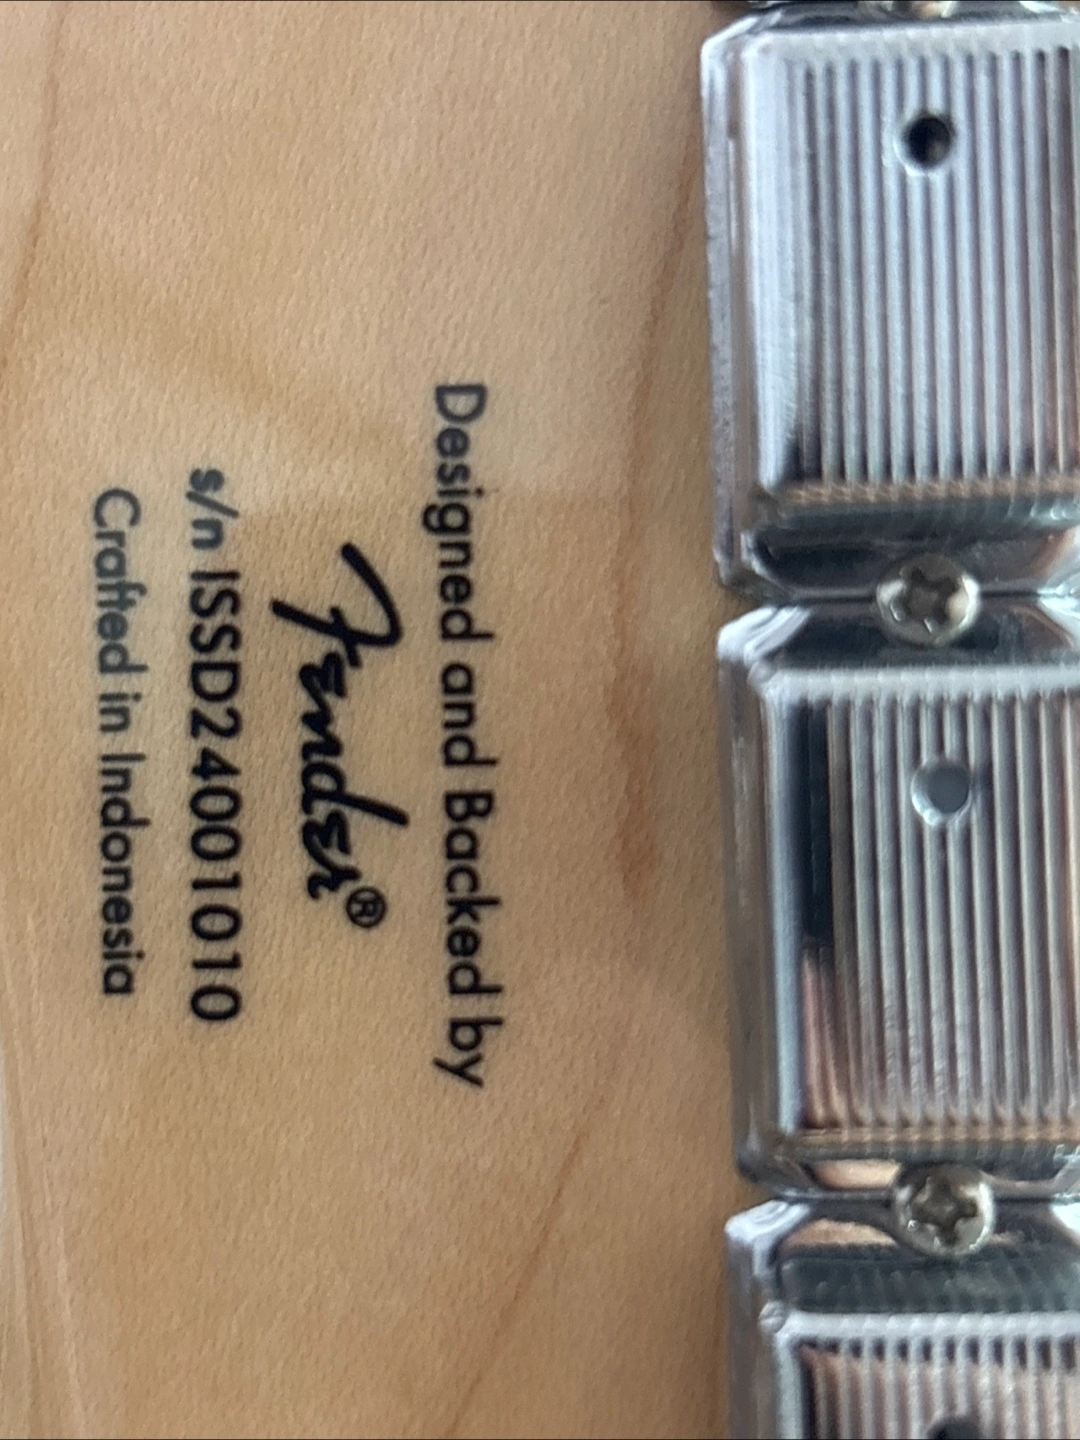 Designed and Backed by
Fender®
s/n ISSD24001010
Crafted in Indonesia